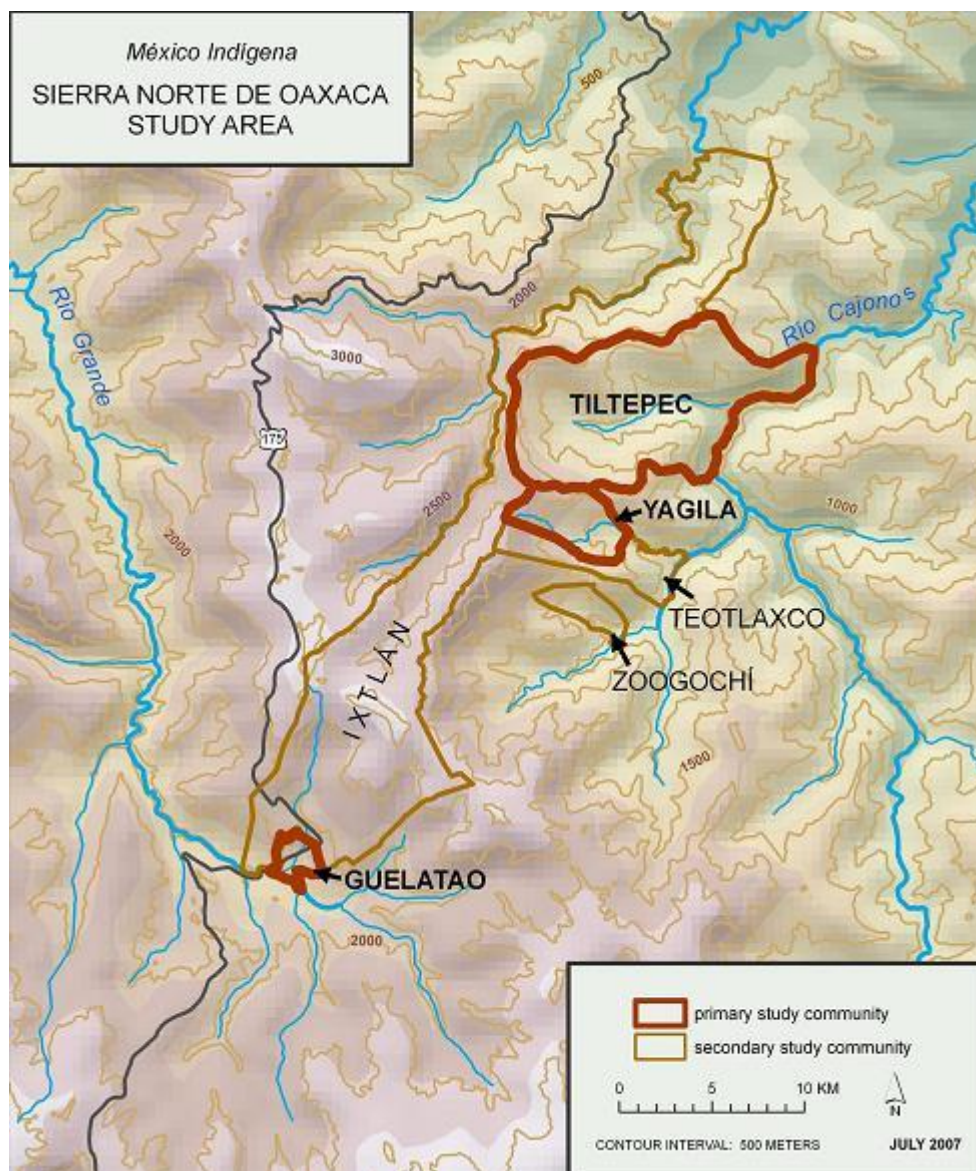 México Indígena
SIERRA NORTE DE OAXACA
STUDY AREA
500
2000
Río Grande
Río Cajonos
3000
TILTEPEC
175
2500
YAGILA
1000
2000
TEOTLAXCO
IXTLÁN
ZOOGOCHÍ
1500
GUELATAO
2000
primary study community
secondary study community
0 5 10 KM
N
CONTOUR INTERVAL: 500 METERS JULY 2007